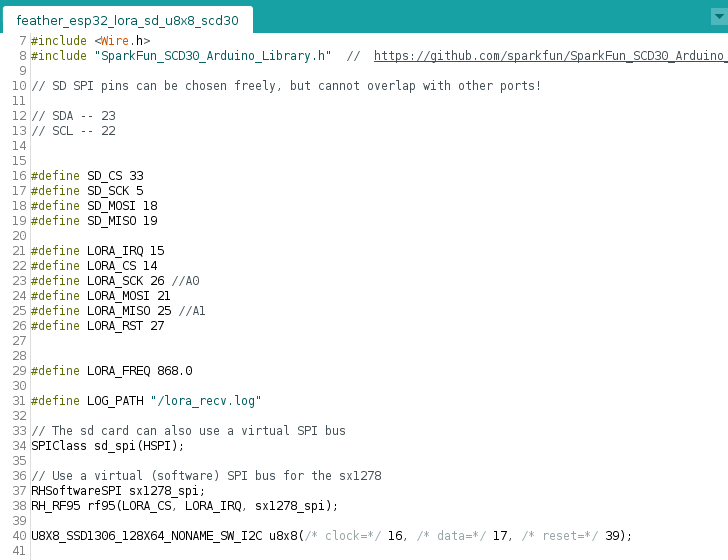 feather_esp32_lora_sd_u8x8_scd30
7 #include <Wire.h>
8 #include "SparkFun_SCD30_Arduino_Library.h"  //  https://github.com/sparkfun/SparkFun_SCD30_Arduino_
9
10 // SD SPI pins can be chosen freely, but cannot overlap with other ports!
11
12 // SDA -- 23
13 // SCL -- 22
14
15
16 #define SD_CS 33
17 #define SD_SCK 5
18 #define SD_MOSI 18
19 #define SD_MISO 19
20
21 #define LORA_IRQ 15
22 #define LORA_CS 14
23 #define LORA_SCK 26 //A0
24 #define LORA_MOSI 21
25 #define LORA_MISO 25 //A1
26 #define LORA_RST 27
27
28
29 #define LORA_FREQ 868.0
30
31 #define LOG_PATH "/lora_recv.log"
32
33 // The sd card can also use a virtual SPI bus
34 SPIClass sd_spi(HSPI);
35
36 // Use a virtual (software) SPI bus for the sx1278
37 RHSoftwareSPI sx1278_spi;
38 RH_RF95 rf95(LORA_CS, LORA_IRQ, sx1278_spi);
39
40 U8X8_SSD1306_128X64_NONAME_SW_I2C u8x8(/* clock=*/ 16, /* data=*/ 17, /* reset=*/ 39);
41